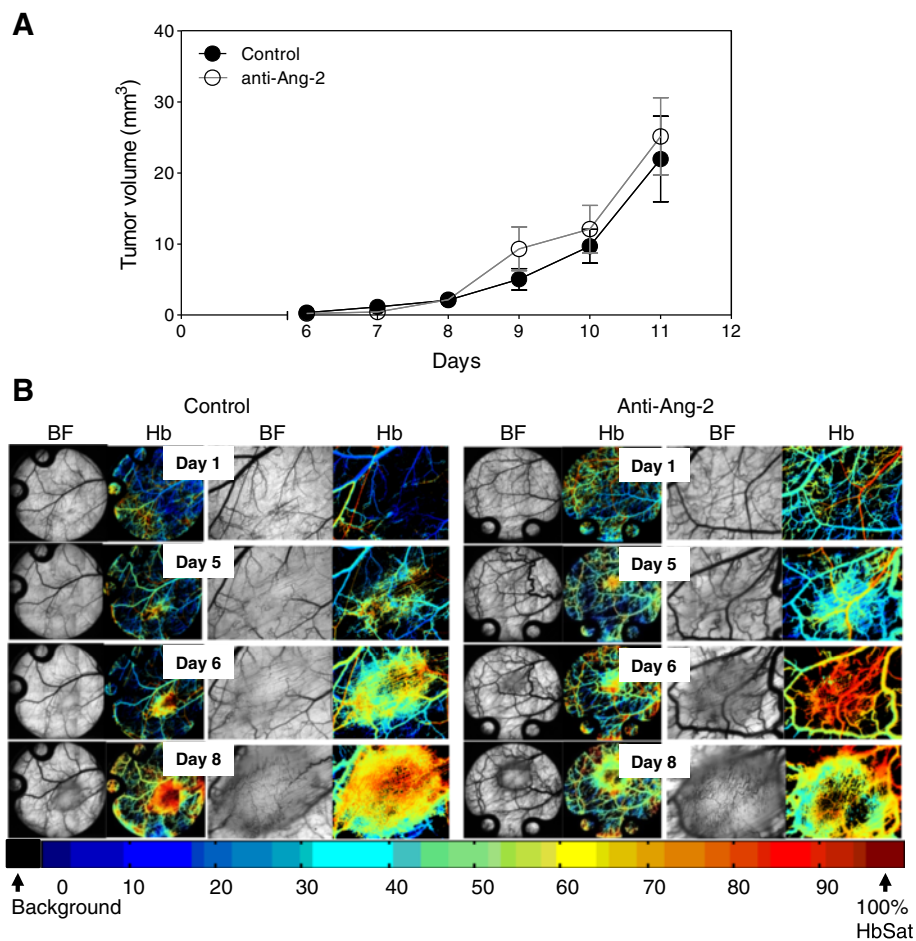 A
40
30
20
10
0
Tumor volume (mm³)
Control
anti-Ang-2
0 6 7 8 9 10 11 12
Days
B
Control Anti-Ang-2
BF Hb BF Hb BF Hb BF Hb
Day 1 Day 1
Day 5 Day 5
Day 6 Day 6
Day 8 Day 8
0 10 20 30 40 50 60 70 80 90
Background 100%
HbSat